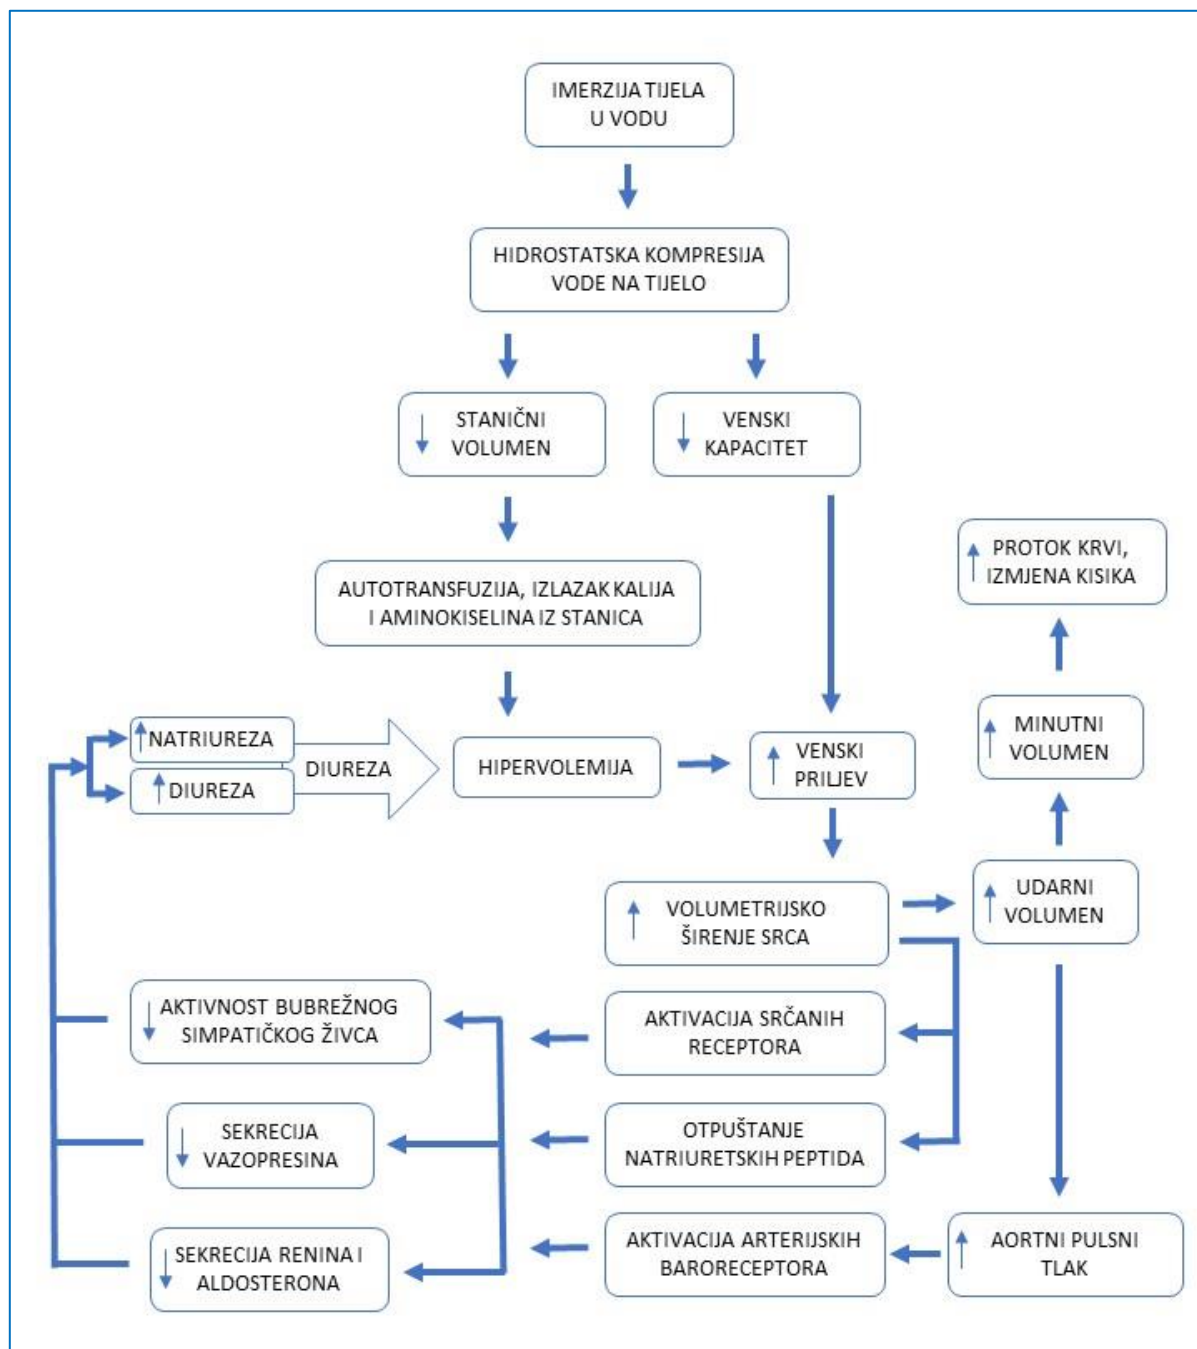 IMERZIJA TIJELA
U VODU
HIDROSTATSKA KOMPRESIJA
VODE NA TIJELO
STANIČNI
VOLUMEN
VENSKI
KAPACITET
PROTOK KRVI,
IZMJENA KISIKA
AUTOTRANSFUZIJA, IZLAZAK KALIJA
I AMINOKISELINA IZ STANICA
MINUTNI
VOLUMEN
NATRIUREZA
DIUREZA
DIUREZA
HIPERVOLEMIJA
VENSKI
PRILJEV
VOLUMETRIJSKO
ŠIRENJE SRCA
UDARNI
VOLUMEN
AKTIVNOST BUBREŽNOG
SIMPATIČKOG ŽIVCA
AKTIVACIJA SRČANIH
RECEPTORA
SEKRECIJA
VAZOPRESINA
OTPUŠTANJE
NATRIURETSKIH PEPTIDA
SEKRECIJA RENINA I
ALDOSTERONA
AKTIVACIJA ARTERIJSKIH
BARORECEPTORA
AORTNI PULSNI
TLAK